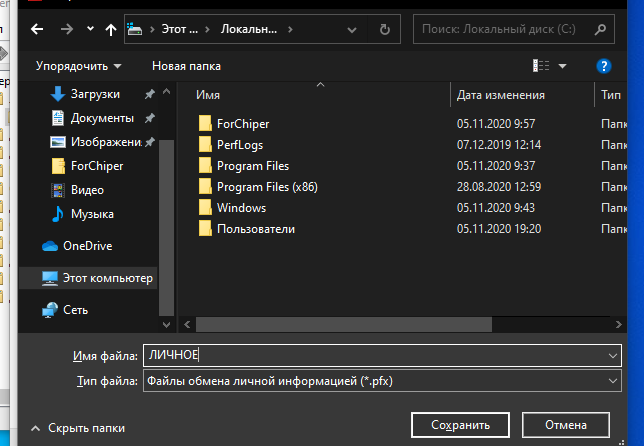 Этот ... Локальн...
Поиск: Локальный диск (C:)
Упорядочить Новая папка
Имя Дата изменения Тип
Загрузки
Документы
Изображени
ForChiper
Видео
Музыка
OneDrive
Этот компьютер
Сеть
ForChiper 05.11.2020 9:57 Папк
PerfLogs 07.12.2019 12:14 Папк
Program Files 05.11.2020 9:37 Папк
Program Files (x86) 28.08.2020 12:59 Папк
Windows 05.11.2020 9:43 Папк
Пользователи 05.11.2020 19:20 Папк
Имя файла: ЛИЧНОЕ
Тип файла: Файлы обмена личной информацией (*.pfx)
Скрыть папки Сохранить Отмена